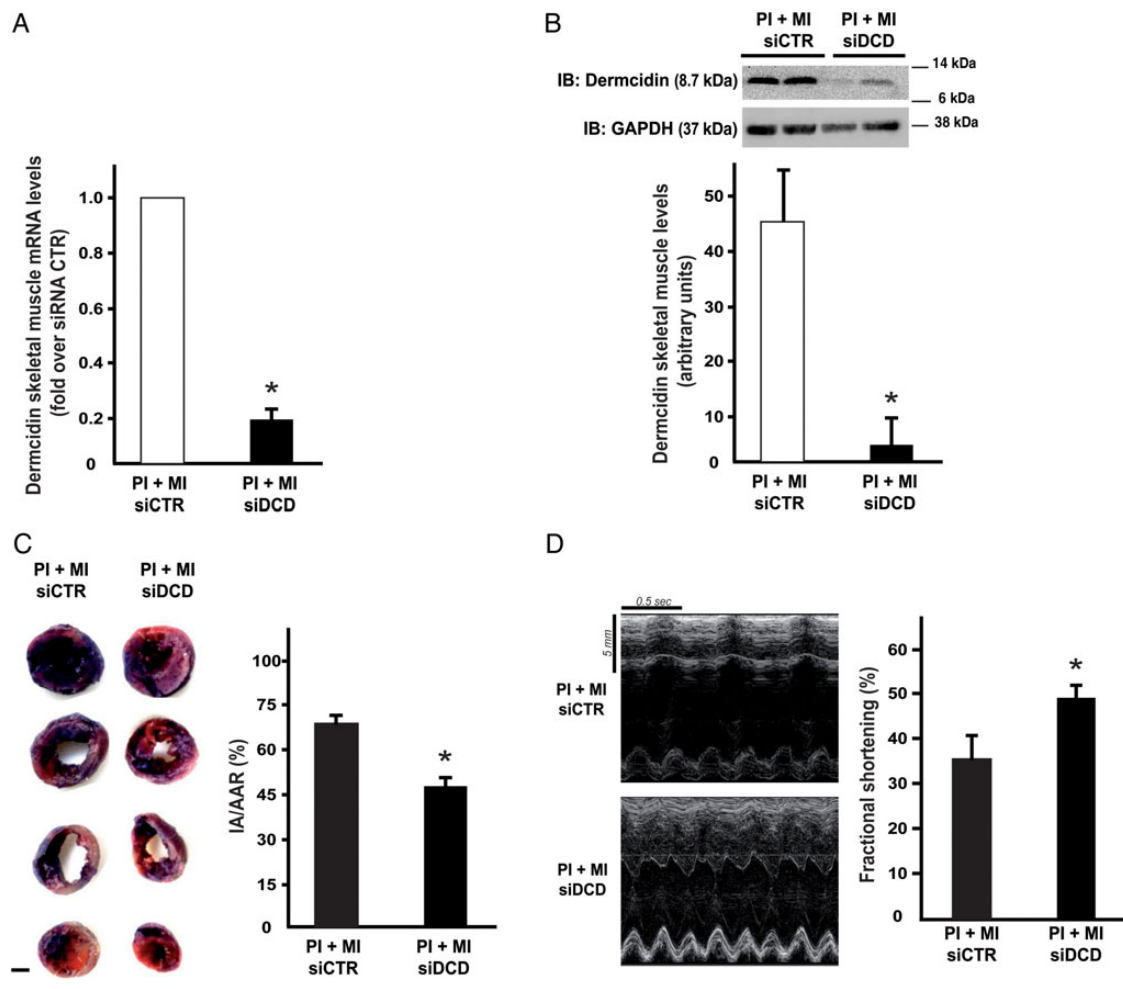 A
Dermcidin skeletal muscle mRNA levels
(fold over siRNA CTR)
1.0
0.8
0.6
0.4
0.2
0
*
PI + MI
siCTR
PI + MI
siDCD
B
PI + MI
siCTR
PI + MI
siDCD
IB: Dermcidin (8.7 kDa)
14 kDa
6 kDa
IB: GAPDH (37 kDa)
38 kDa
Dermcidin skeletal muscle levels
(arbitrary units)
50
40
30
20
10
0
*
PI + MI
siCTR
PI + MI
siDCD
C
PI + MI
siCTR
PI + MI
siDCD
IA/AAR (%)
100
75
60
45
30
15
0
*
PI + MI
siCTR
PI + MI
siDCD
D
0.5 sec
5 mm
PI + MI
siCTR
PI + MI
siDCD
Fractional shortening (%)
60
50
40
30
20
10
0
*
PI + MI
siCTR
PI + MI
siDCD